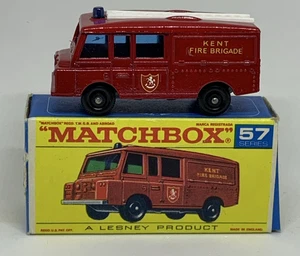 KENT
FIRE BRIGADE
"MATCHBOX"
57
SERIES
KENT
FIRE BRIGADE
A LESNEY PRODUCT